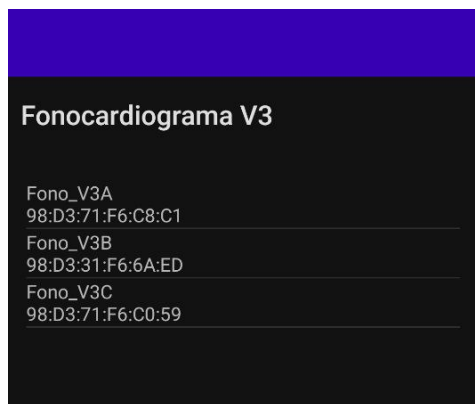 Fonocardiograma V3
Fono_V3A
98:D3:71:F6:C8:C1
Fono_V3B
98:D3:31:F6:6A:ED
Fono_V3C
98:D3:71:F6:C0:59